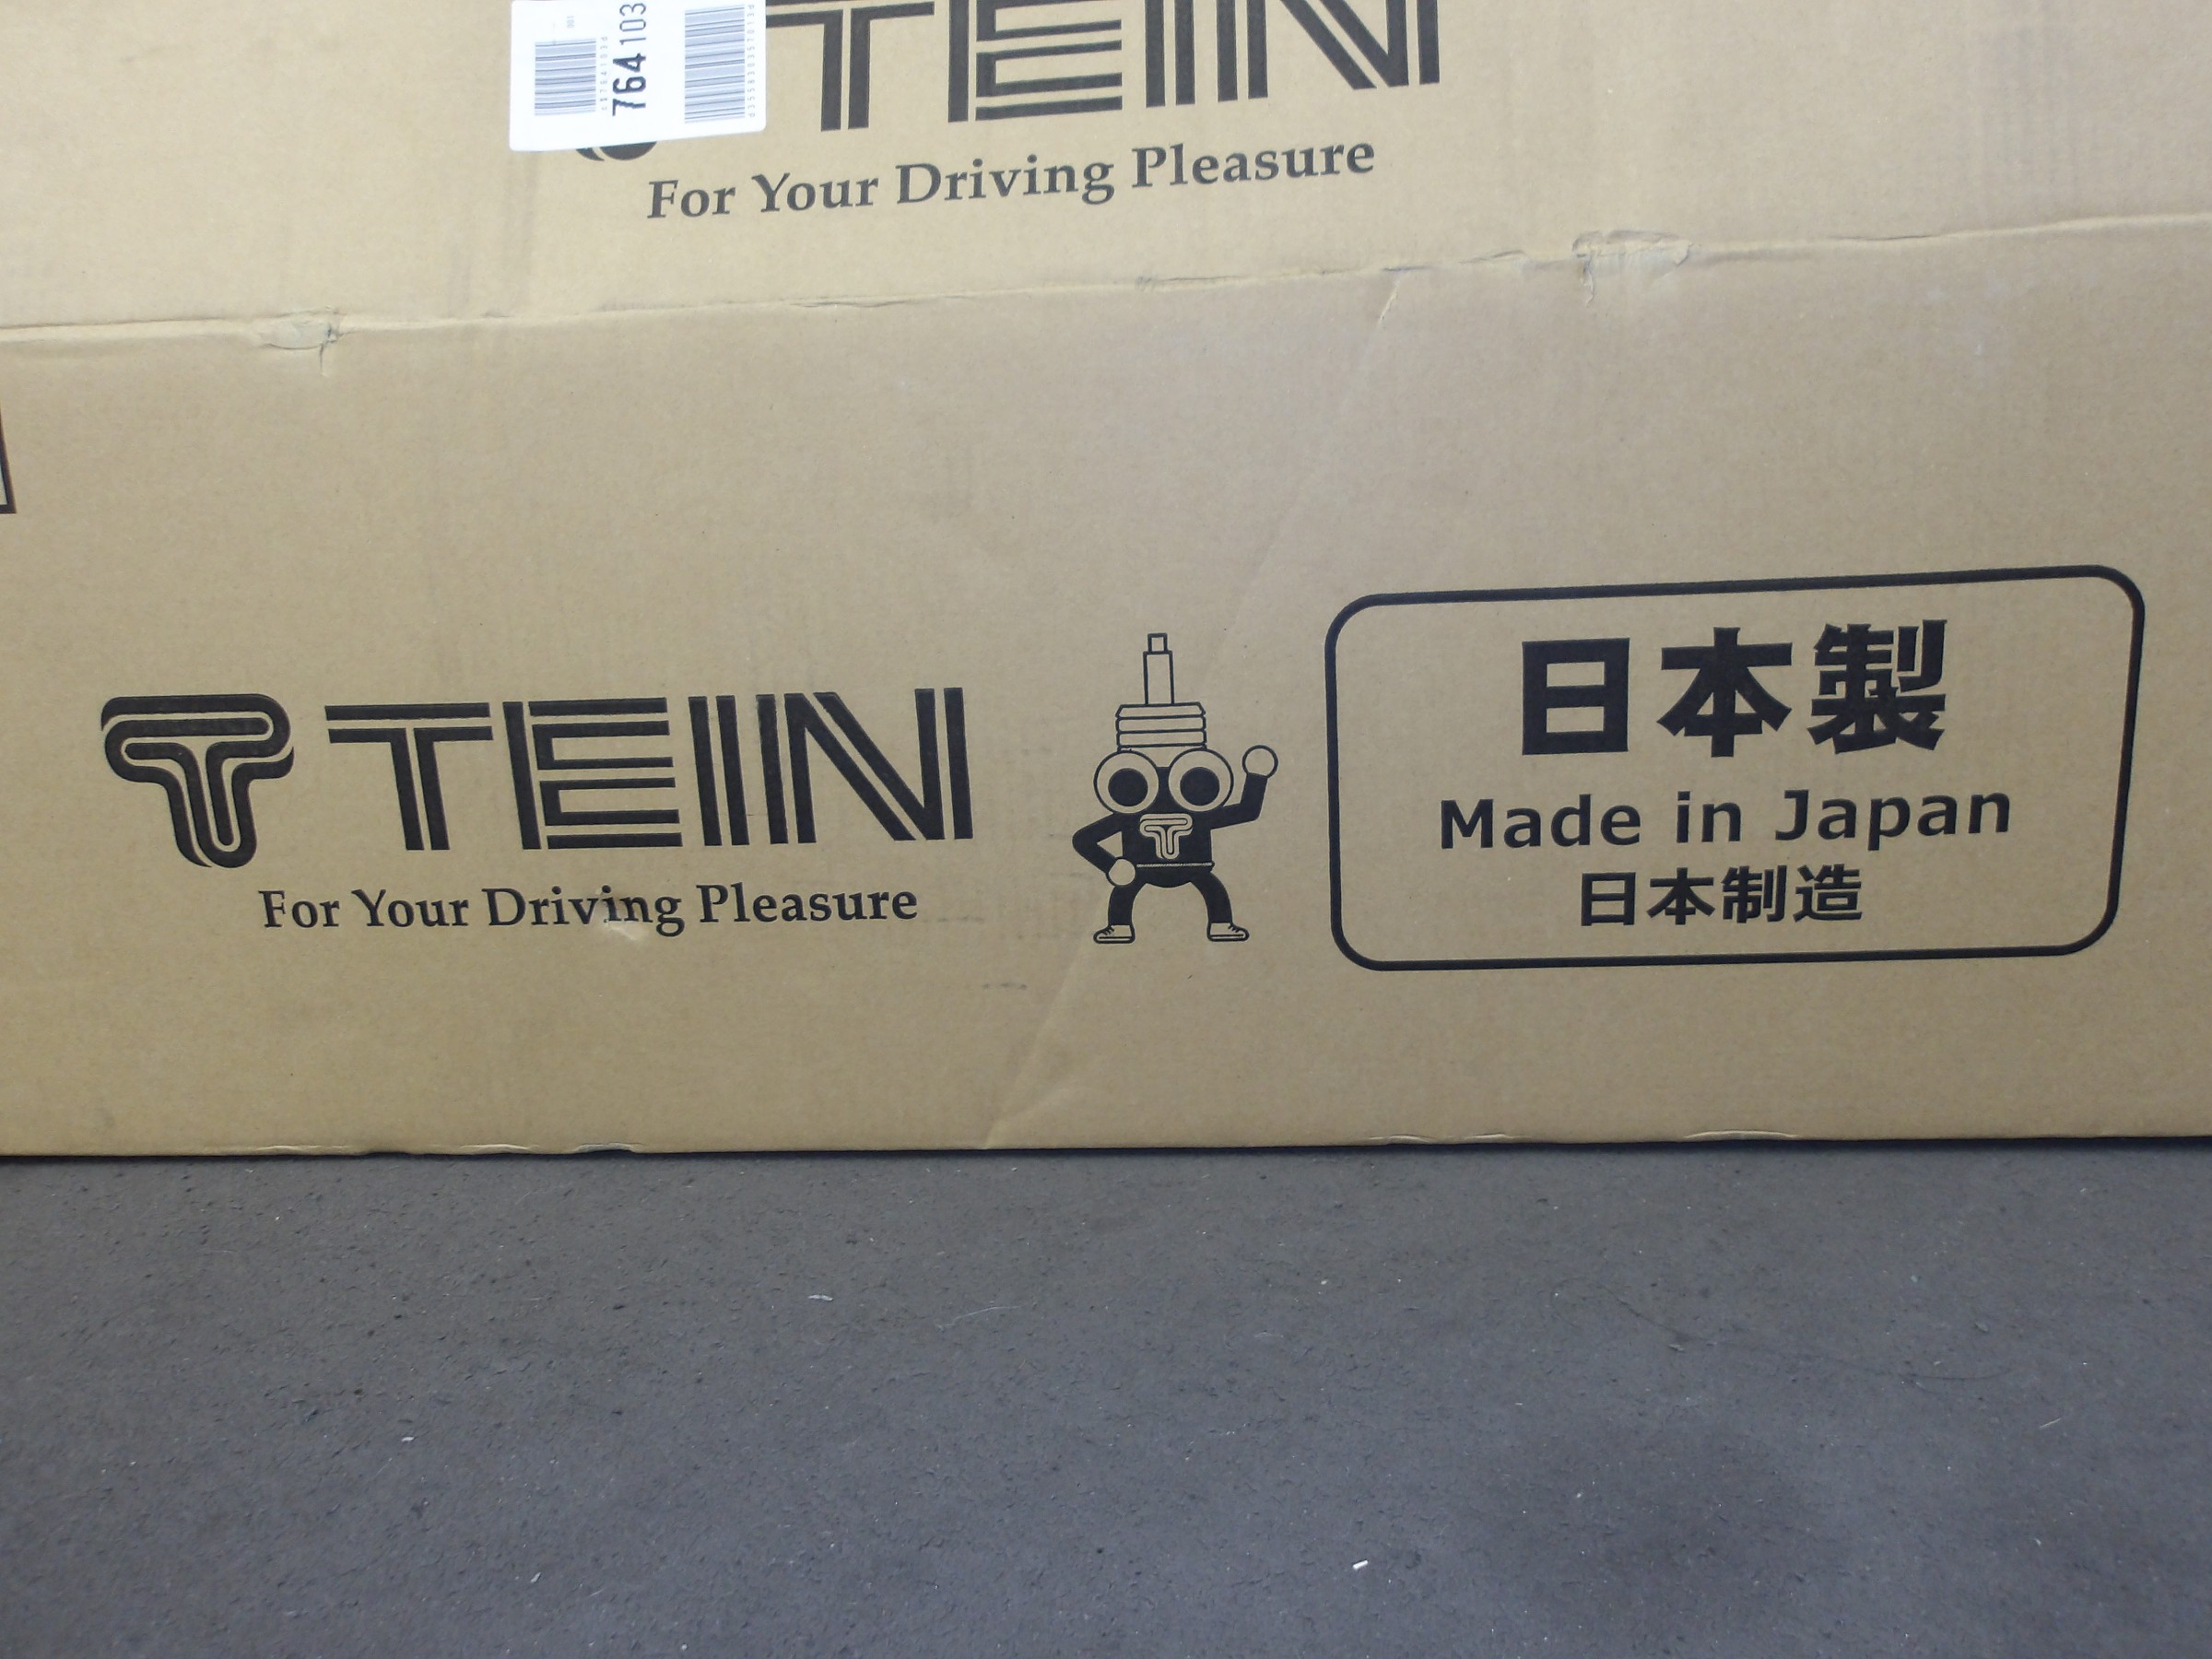 764 103
TEIN
For Your Driving Pleasure
TEIN
For Your Driving Pleasure
日本製
Made in Japan
日本制造